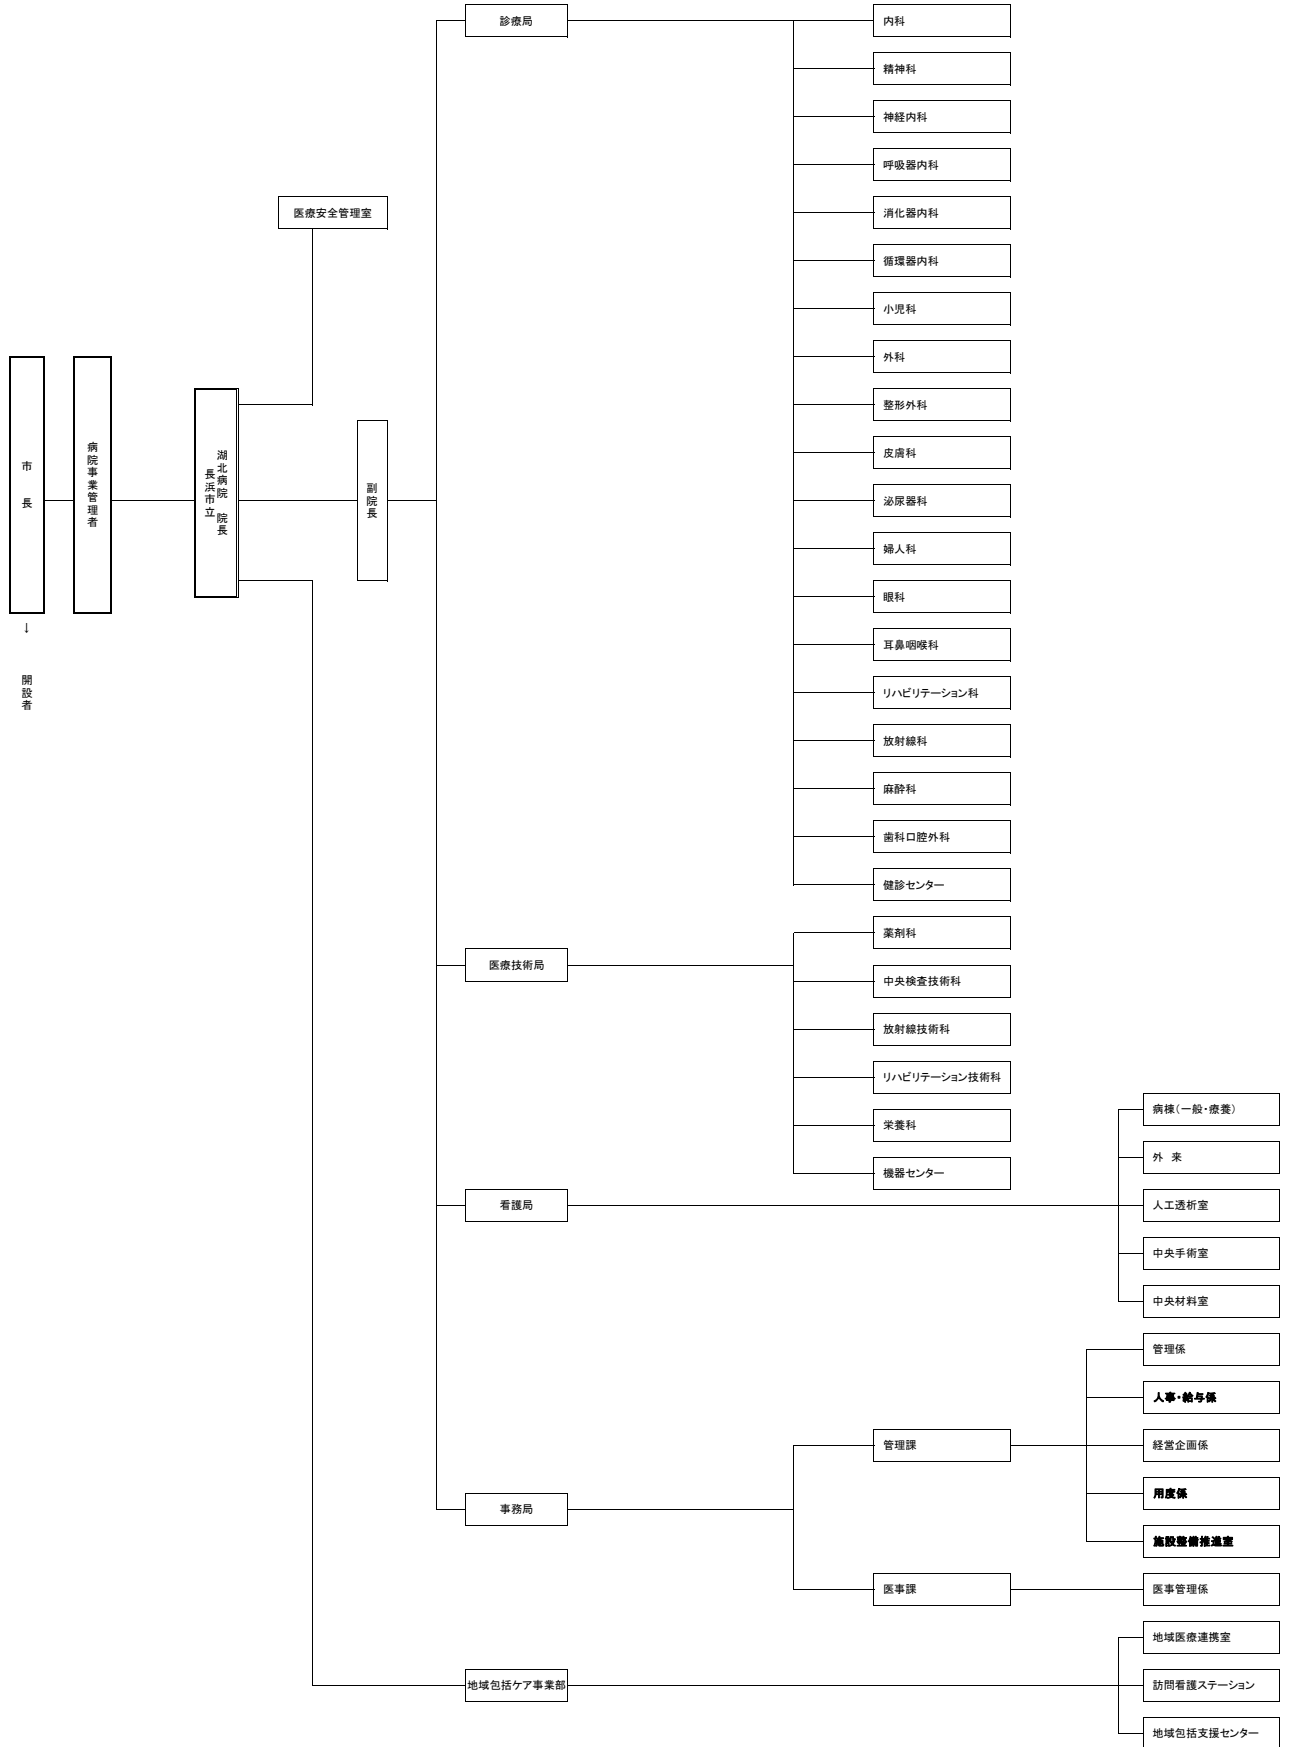 診療局
内科
精神科
神経内科
呼吸器内科
医療安全管理室
消化器内科
循環器内科
小児科
外科
整形外科
皮膚科
泌尿器科
婦人科
眼科
耳鼻咽喉科
リハビリテーション科
放射線科
麻酔科
歯科口腔外科
健診センター
市　長
↓
開設者
病院事業管理者
長浜市立
湖北病院　院長
副院長
医療技術局
薬剤科
中央検査技術科
放射線技術科
リハビリテーション技術科
栄養科
機器センター
看護局
病棟(一般・療養)
外　来
人工透析室
中央手術室
中央材料室
事務局
管理課
管理係
人事・給与係
経営企画係
用度係
施設整備推進室
医事課
医事管理係
地域包括ケア事業部
地域医療連携室
訪問看護ステーション
地域包括支援センター